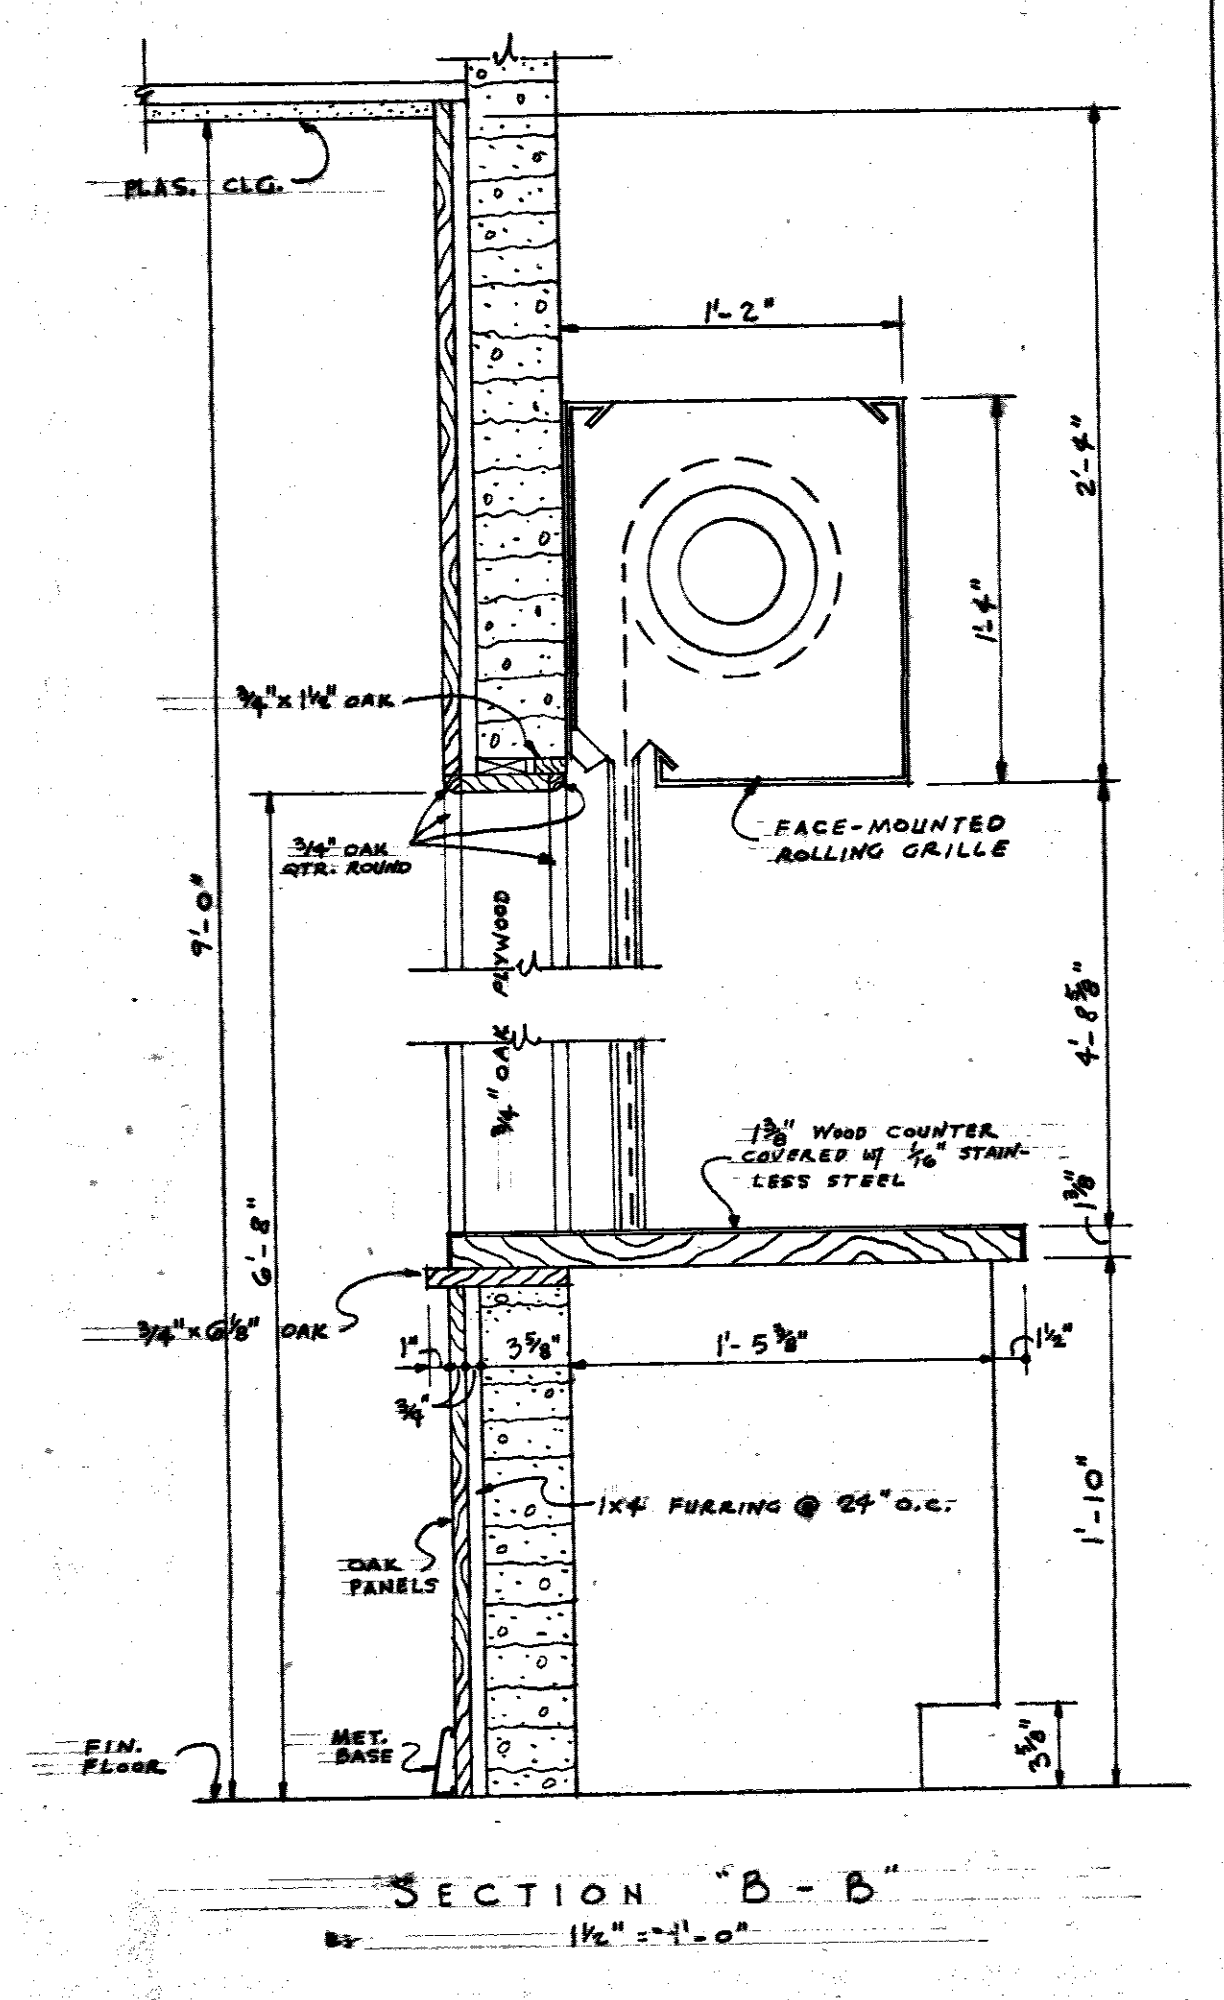 PLAS. CLG.
1'-2"
2'-4"
1'-4"
3/4" x 1 1/2" OAK
FACE-MOUNTED
ROLLING GRILLE
3/4" OAK
QTR. ROUND
9'-0"
3/4" OAK PLYWOOD
4'-8 5/8"
1 3/8" WOOD COUNTER
COVERED W/ 1/16" STAIN-
LESS STEEL
1 3/8"
6'-8"
3/4" x 6 1/8" OAK
1"
3 5/8"
1'-5 3/8"
1 1/2"
3/4"
1x4 FURRING @ 24" O.C.
1'-10"
OAK
PANELS
FIN.
FLOOR
MET.
BASE
3 5/8"
SECTION "B-B"
1 1/2" = 1'-0"